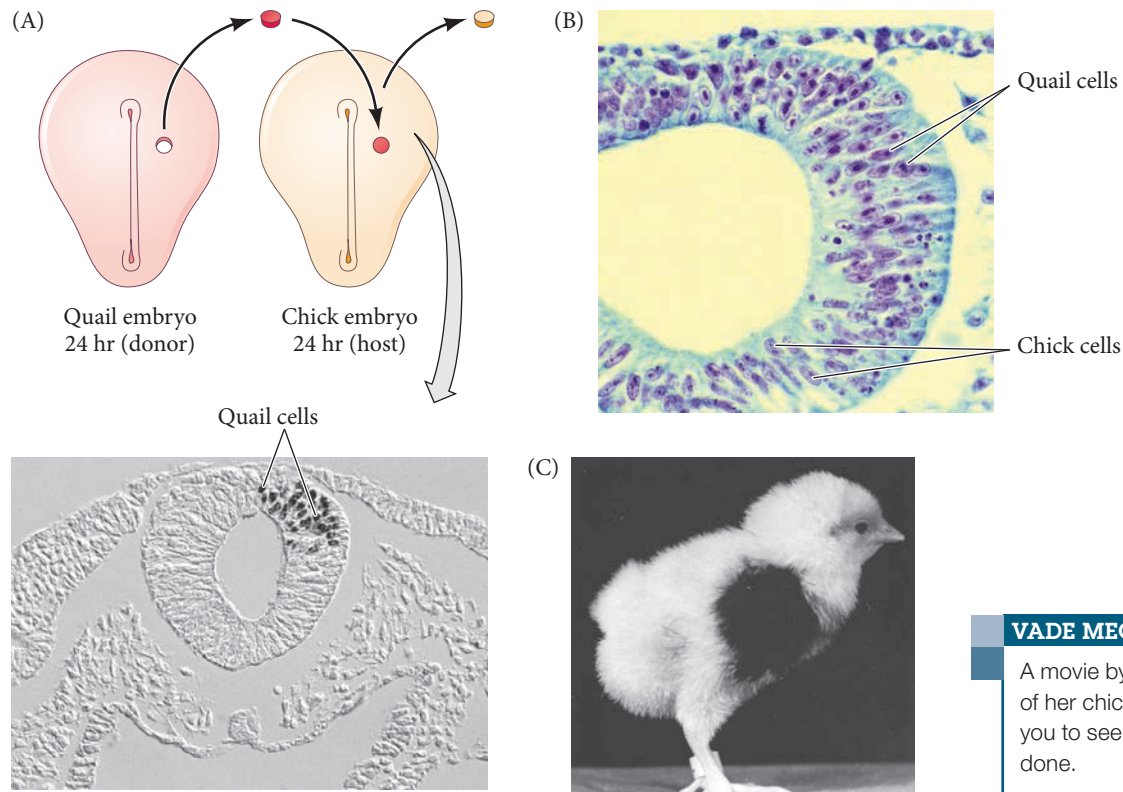 (A)
Quail embryo
24 hr (donor)
Chick embryo
24 hr (host)
Quail cells
(B)
Quail cells
Chick cells
(C)
VADE
A movie by
of her chic
you to see
done.